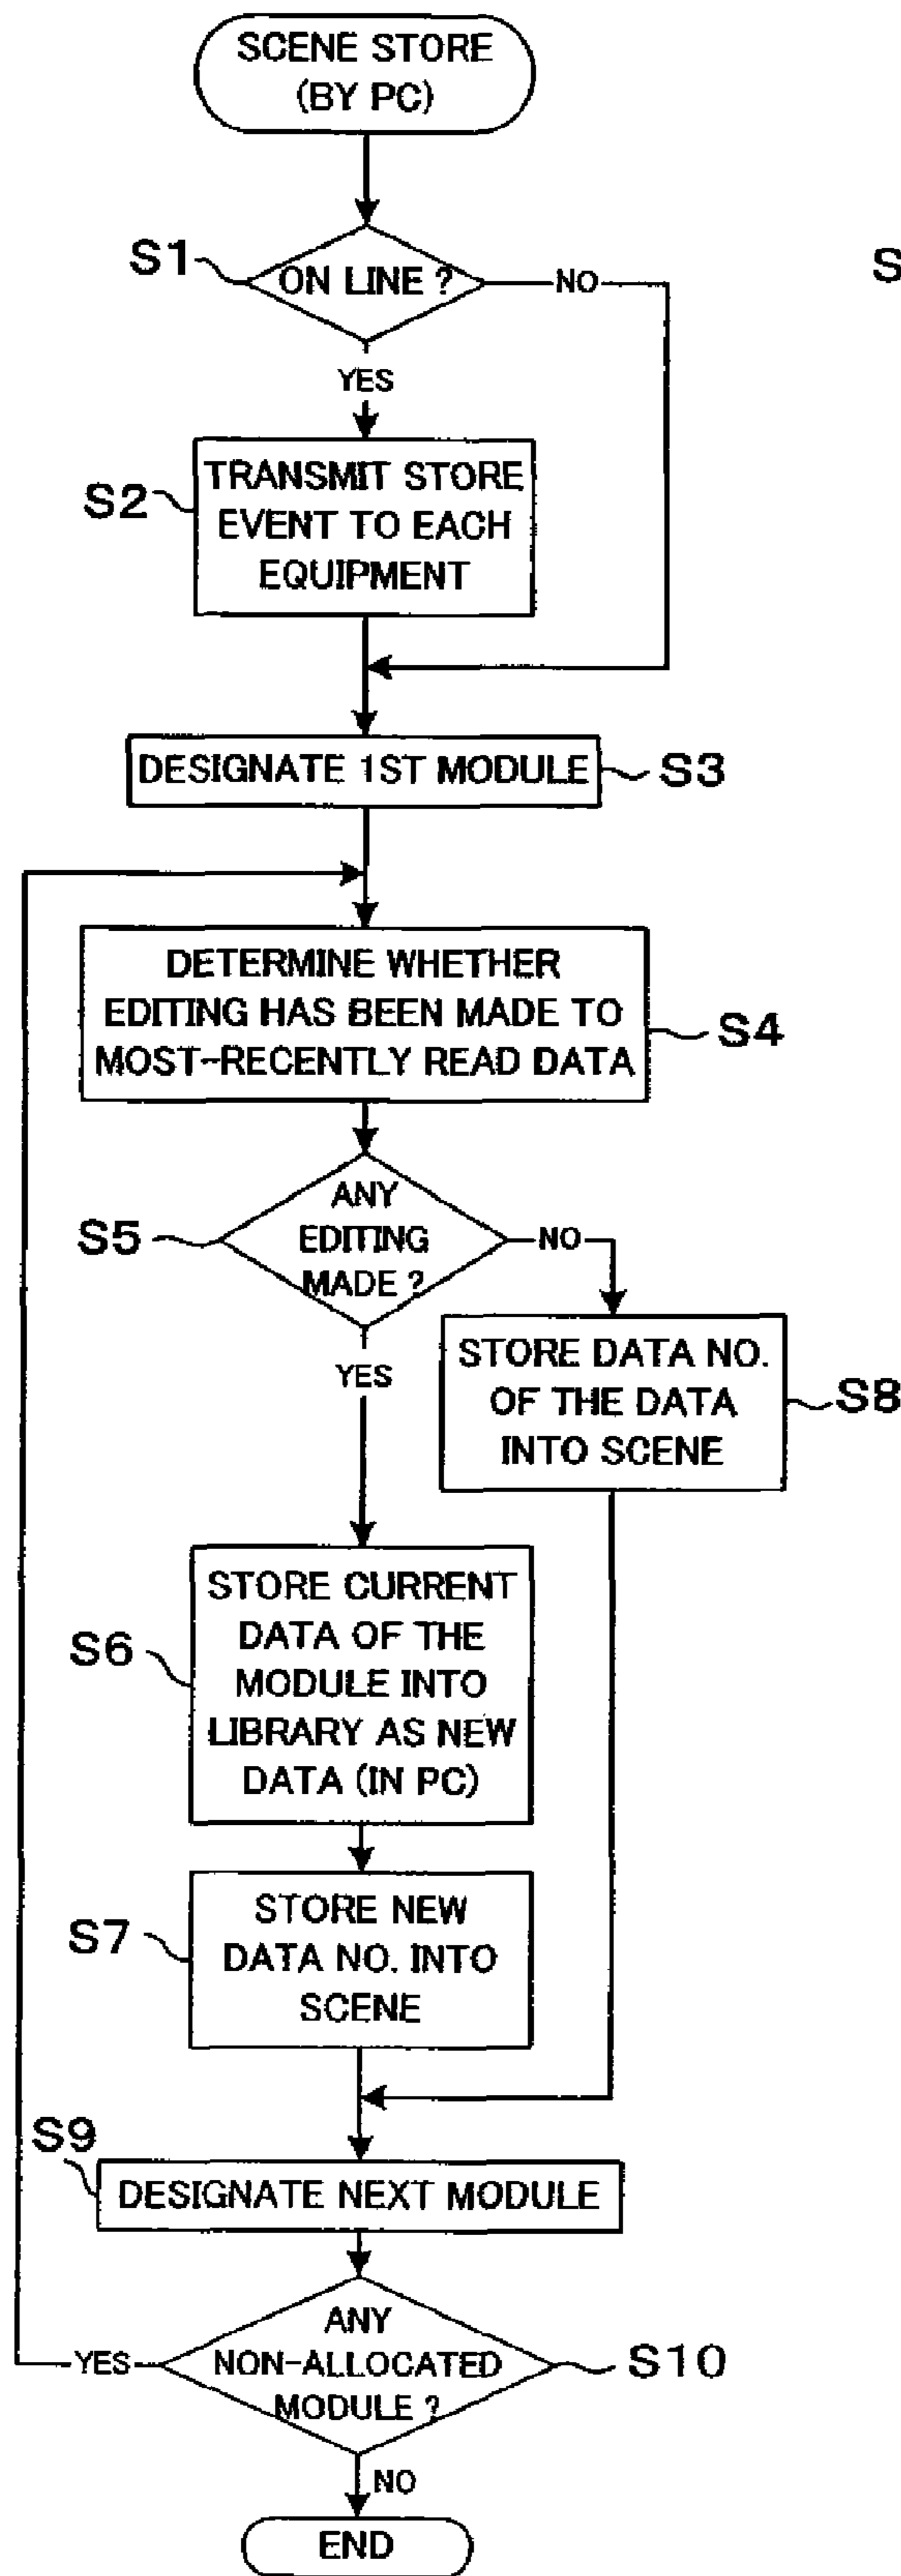 SCENE STORE
(BY PC)
S1
ON LINE ?
NO
S
YES
S2
TRANSMIT STORE
EVENT TO EACH
EQUIPMENT
DESIGNATE 1ST MODULE
S3
DETERMINE WHETHER
EDITING HAS BEEN MADE TO
MOST-RECENTLY READ DATA
S4
S5
ANY
EDITING
MADE ?
NO
YES
STORE DATA NO.
OF THE DATA
INTO SCENE
S8
S6
STORE CURRENT
DATA OF THE
MODULE INTO
LIBRARY AS NEW
DATA (IN PC)
S7
STORE NEW
DATA NO. INTO
SCENE
S9
DESIGNATE NEXT MODULE
YES
ANY
NON-ALLOCATED
MODULE ?
S10
NO
END